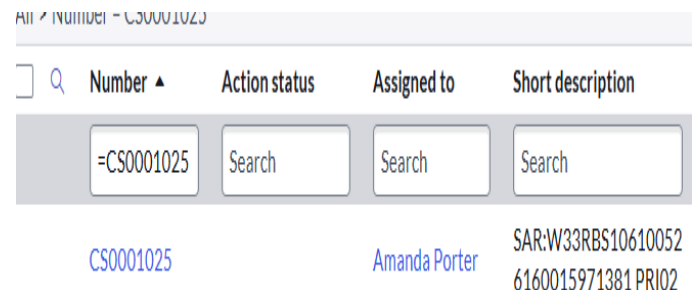 All > Number = CS0001025
Number ▲ Action status Assigned to Short description
=CS0001025 Search Search Search
CS0001025 Amanda Porter SAR:W33RBS10610052
6160015971381 PRI02